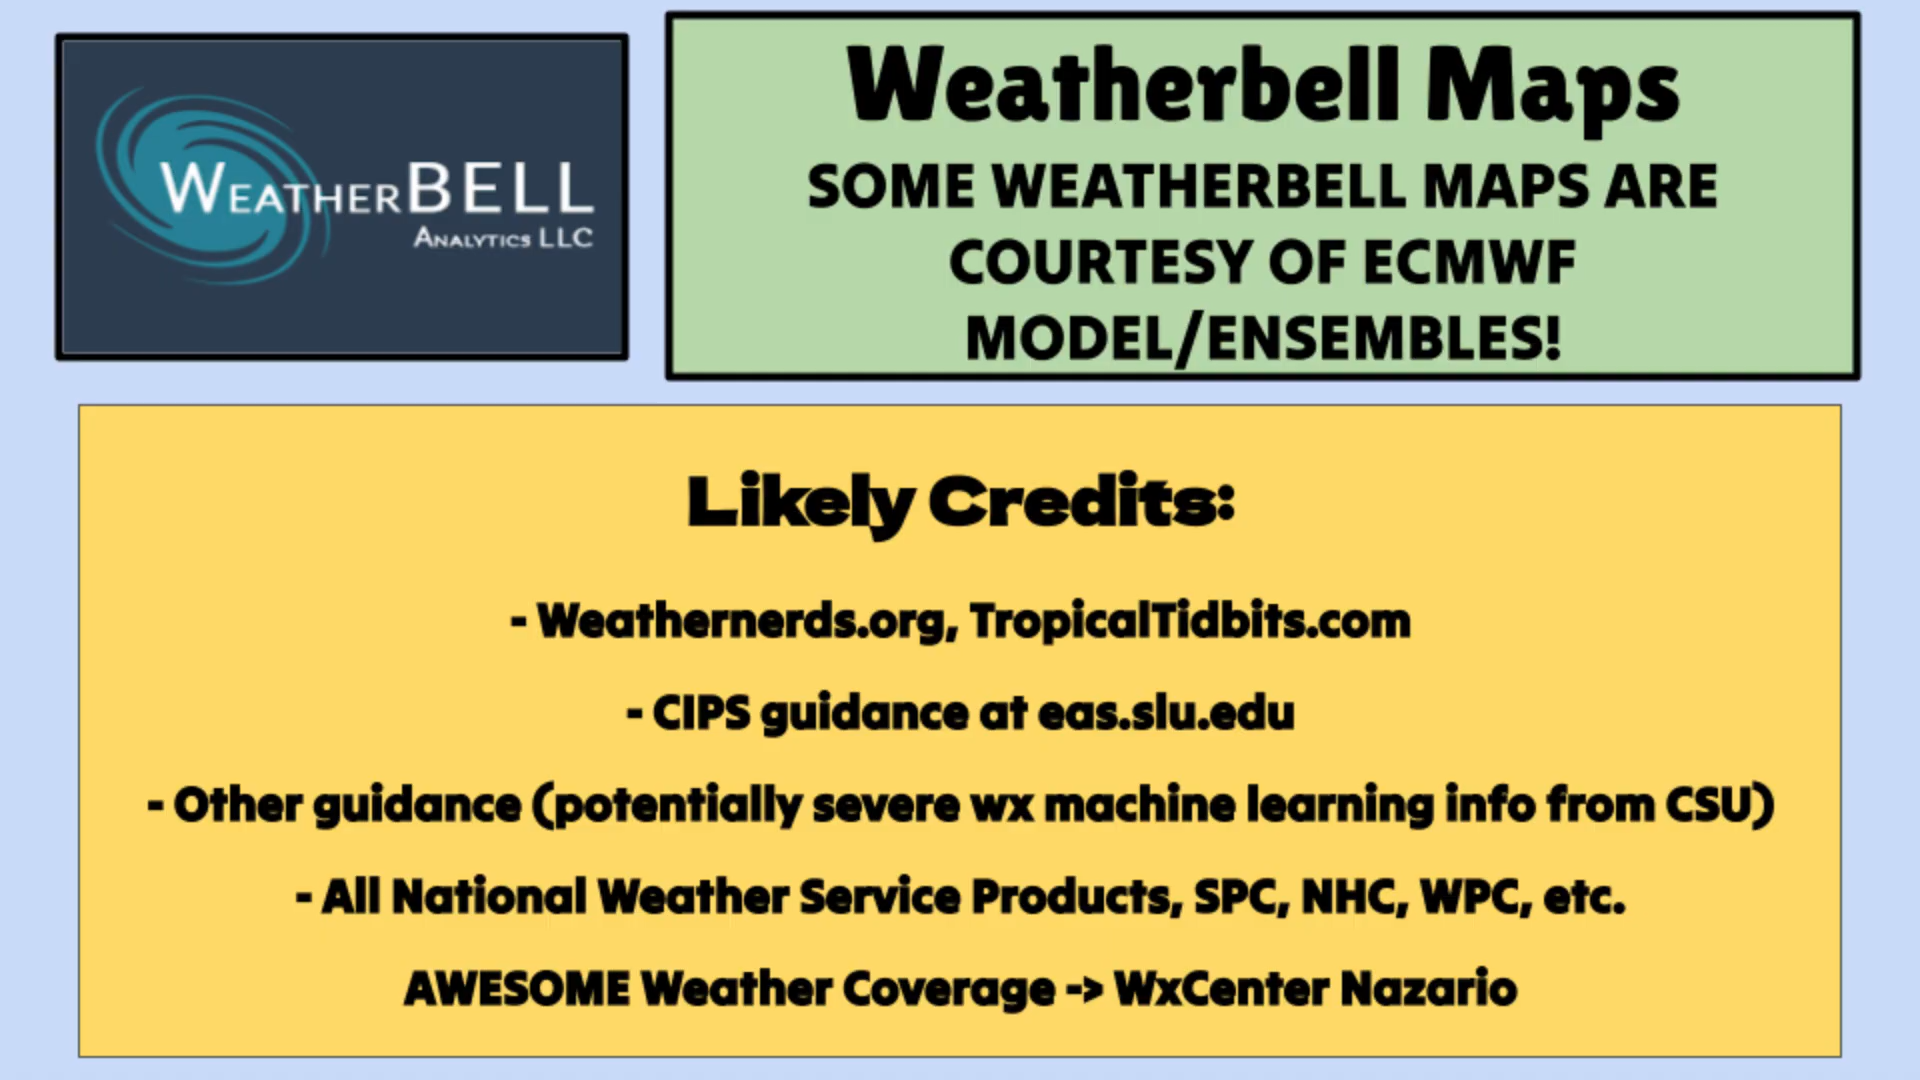 WEATHERBELL
ANALYTICS LLC
Weatherbell Maps
SOME WEATHERBELL MAPS ARE
COURTESY OF ECMWF
MODEL/ENSEMBLES!
Likely Credits:
- Weathernerds.org, TropicalTidbits.com
- CIPS guidance at eas.slu.edu
- Other guidance (potentially severe wx machine learning info from CSU)
- All National Weather Service Products, SPC, NHC, WPC, etc.
AWESOME Weather Coverage -> WxCenter Nazario